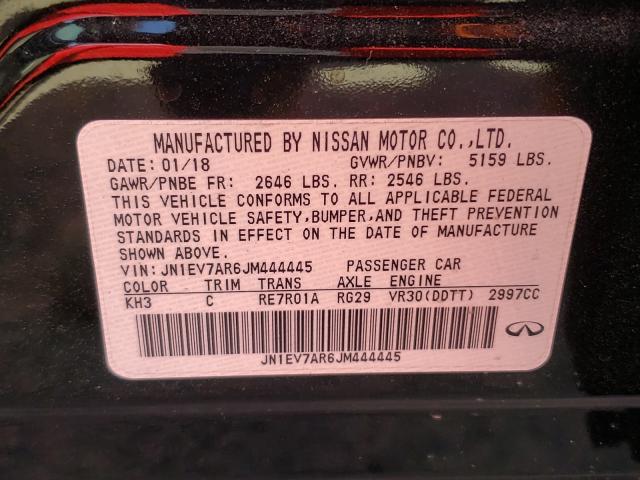 MANUFACTURED BY NISSAN MOTOR CO.,LTD.
DATE: 01/18 GVWR/PNBV: 5159 LBS.
GAWR/PNBE FR: 2646 LBS. RR: 2546 LBS.
THIS VEHICLE CONFORMS TO ALL APPLICABLE FEDERAL
MOTOR VEHICLE SAFETY,BUMPER,AND THEFT PREVENTION
STANDARDS IN EFFECT ON THE DATE OF MANUFACTURE
SHOWN ABOVE.
VIN: JN1EV7AR6JM444445 PASSENGER CAR
COLOR TRIM TRANS AXLE ENGINE
KH3 C RE7R01A RG29 VR30(DDTT) 2997CC
JN1EV7AR6JM444445
INFINITI